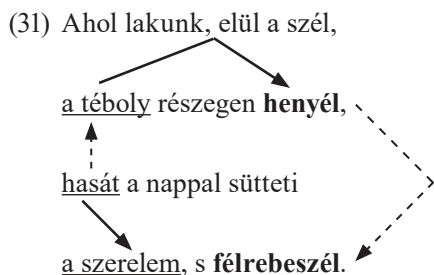 (31) Ahol lakunk, elül a szél,
a téboly részegen henyél,
hasát a nappal sütteti
a szerelem, s félrebeszél.